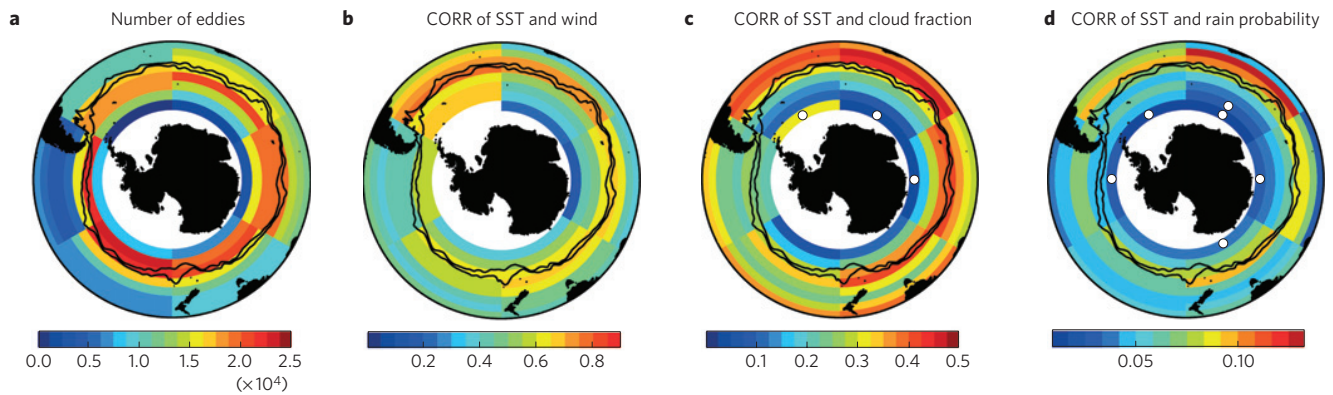 a Number of eddies
b CORR of SST and wind
c CORR of SST and cloud fraction
d CORR of SST and rain probability
0.0 0.5 1.0 1.5 2.0 2.5
(×10⁴)
0.2 0.4 0.6 0.8
0.1 0.2 0.3 0.4 0.5
0.05 0.10